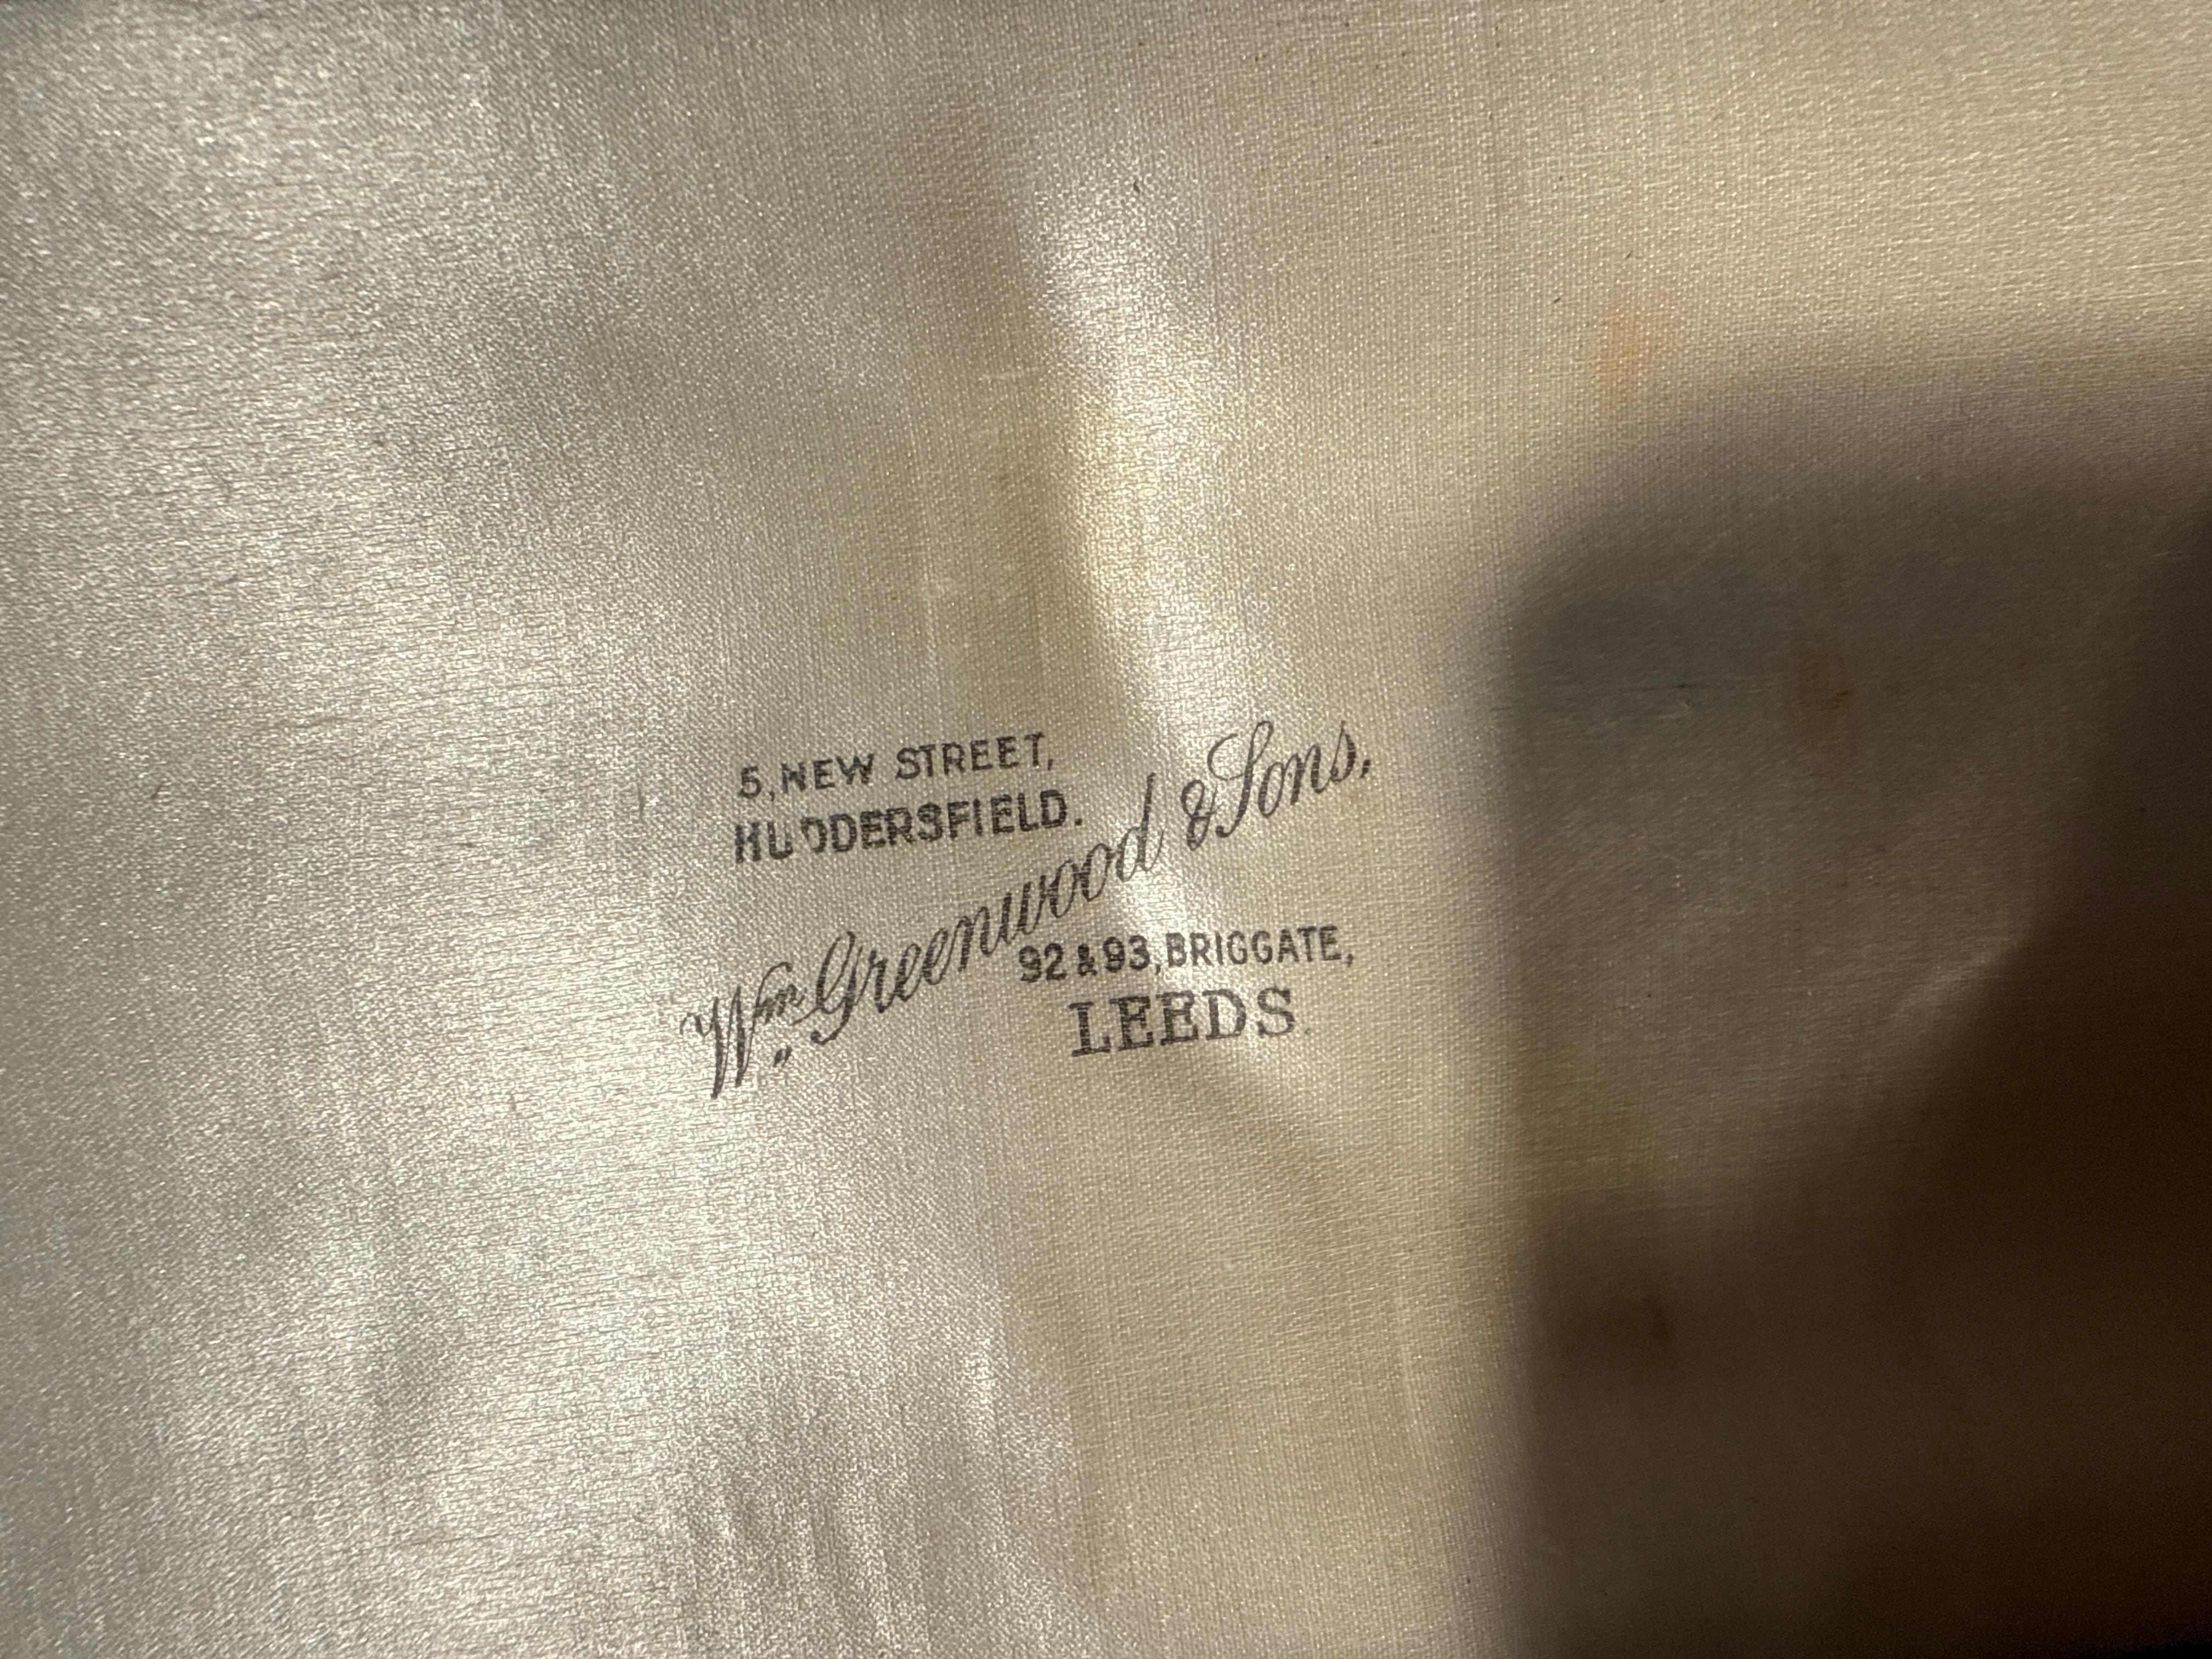 5, NEW STREET,
HUDDERSFIELD.
Wm. Greenwood & Sons,
92 & 93, BRIGGATE,
LEEDS.